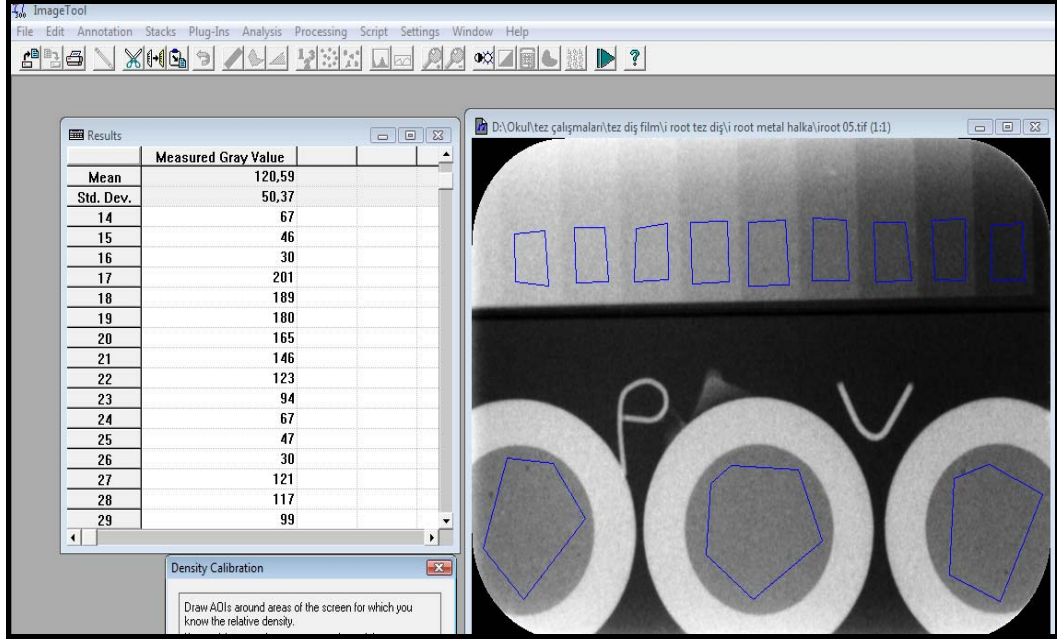 ImageTool
File Edit Annotation Stacks Plug-Ins Analysis Processing Script Settings Window Help
Results
Measured Gray Value
Mean 120,59
Std. Dev. 50,37
14 67
15 46
16 30
17 201
18 189
19 180
20 165
21 146
22 123
23 94
24 67
25 47
26 30
27 121
28 117
29 99
D:\Okul\tez çalışmaları\tez diş film\i root tez diş\i root metal halka\iroot 05.tif (1:1)
P V
Density Calibration
Draw AOIs around areas of the screen for which you
know the relative density.